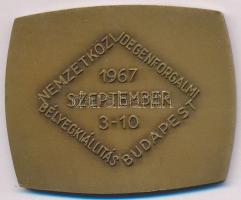 NEMZETKÖZI
IDEGENFORGALMI
1967
SZEPTEMBER
3-10
BÉLYEGKIÁLLÍTÁS
BUDAPEST